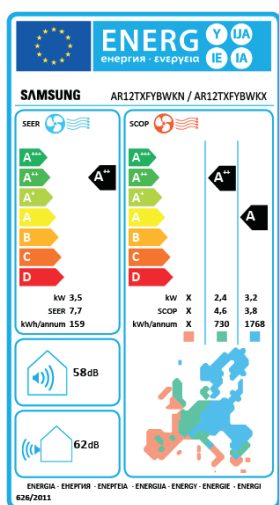 ENERG Y IJA
енергия · ενεργεια IE IA
SAMSUNG AR12TXFYBWKN / AR12TXFYBWKX
SEER
A+++
A++
A+
A
B
C
D
A++
kW 3,5
SEER 7,7
kWh/annum 159
SCOP
A+++
A++
A+
A
B
C
D
A++
A
kW X 2,4 3,2
SCOP X 4,6 3,8
kWh/annum X 730 1768
58dB
62dB
ENERGIA · ЕНЕРГИЯ · ΕΝΕΡΓΕΙΑ · ENERGIJA · ENERGY · ENERGIE · ENERGI
626/2011